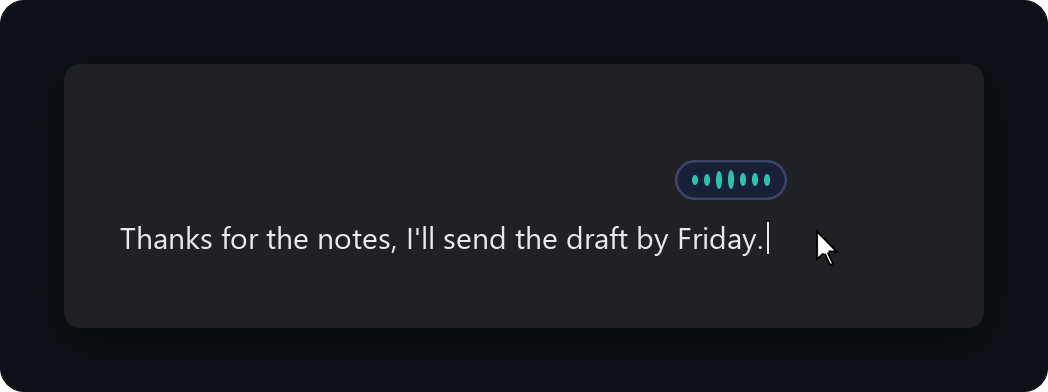 Thanks for the notes, I'll send the draft by Friday.